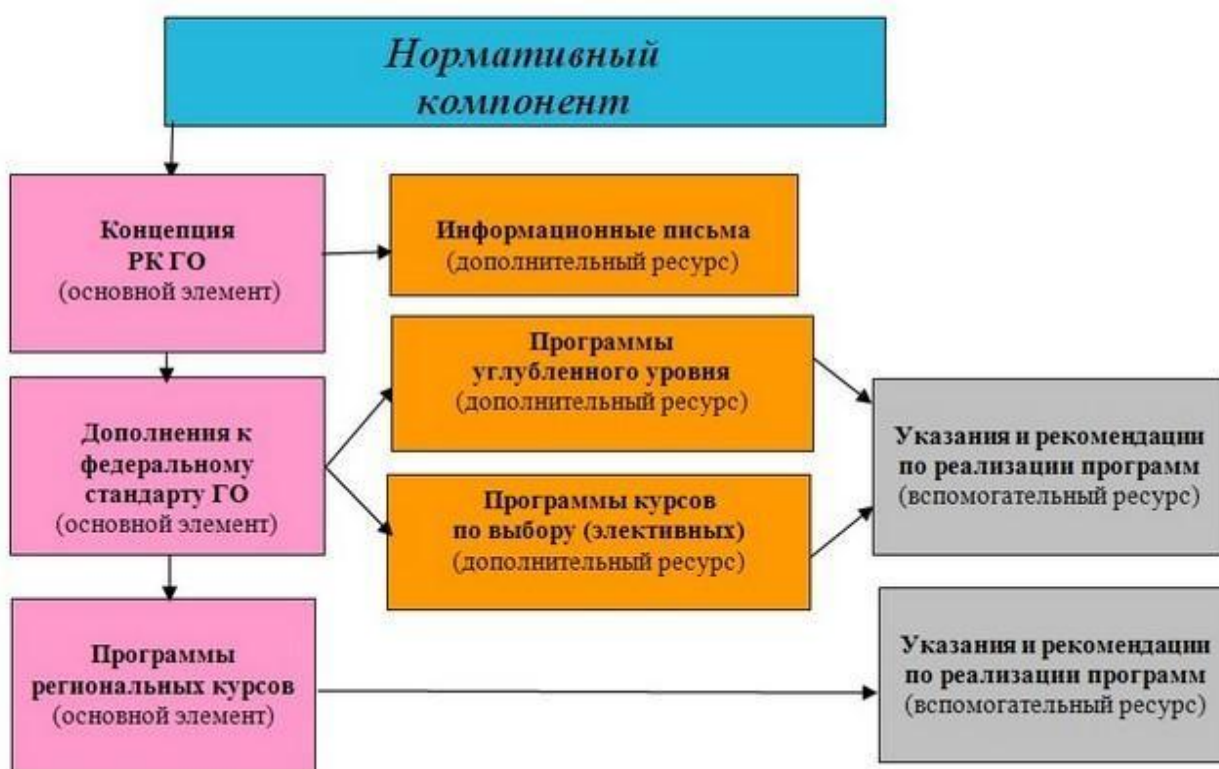 Нормативный
компонент
Концепция
РК ГО
(основной элемент)
Информационные письма
(дополнительный ресурс)
Программы
углубленного уровня
(дополнительный ресурс)
Дополнения к
федеральному
стандарту ГО
(основной элемент)
Программы курсов
по выбору (элективных)
(дополнительный ресурс)
Указания и рекомендации
по реализации программ
(вспомогательный ресурс)
Программы
региональных курсов
(основной элемент)
Указания и рекомендации
по реализации программ
(вспомогательный ресурс)